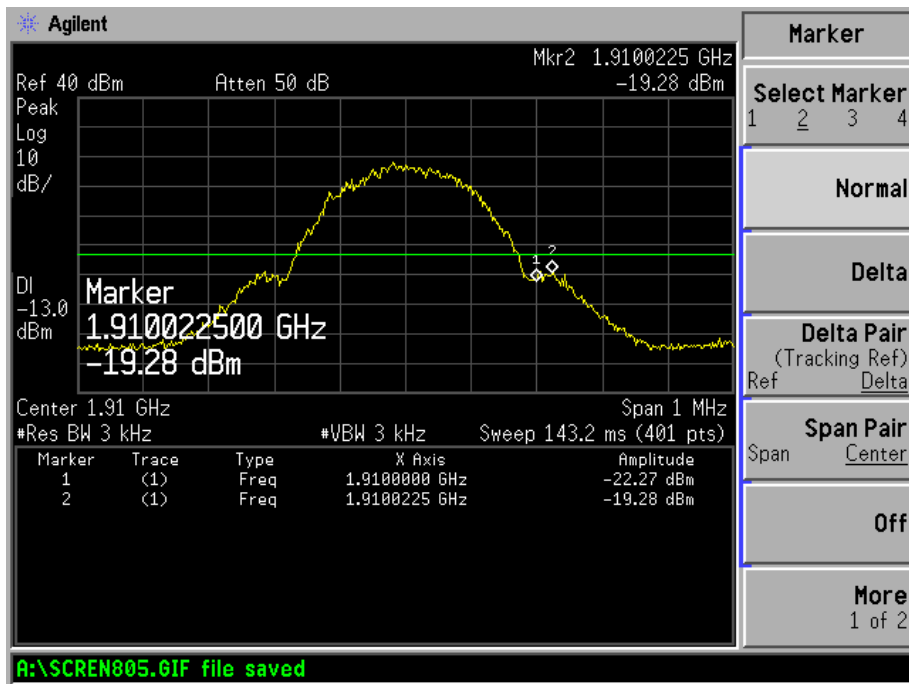 Agilent
Marker
Mkr2 1.9100225 GHz
Ref 40 dBm Atten 50 dB -19.28 dBm
Peak
Log
10
dB/
1
2
DI
-13.0
dBm
Marker
1.910022500 GHz
-19.28 dBm
Center 1.91 GHz Span 1 MHz
#Res BW 3 kHz #VBW 3 kHz Sweep 143.2 ms (401 pts)
Marker Trace Type X Axis Amplitude
1 (1) Freq 1.9100000 GHz -22.27 dBm
2 (1) Freq 1.9100225 GHz -19.28 dBm
Select Marker
1 2 3 4
Normal
Delta
Delta Pair
(Tracking Ref)
Ref Delta
Span Pair
Span Center
Off
More
1 of 2
A:\SCREN805.GIF file saved